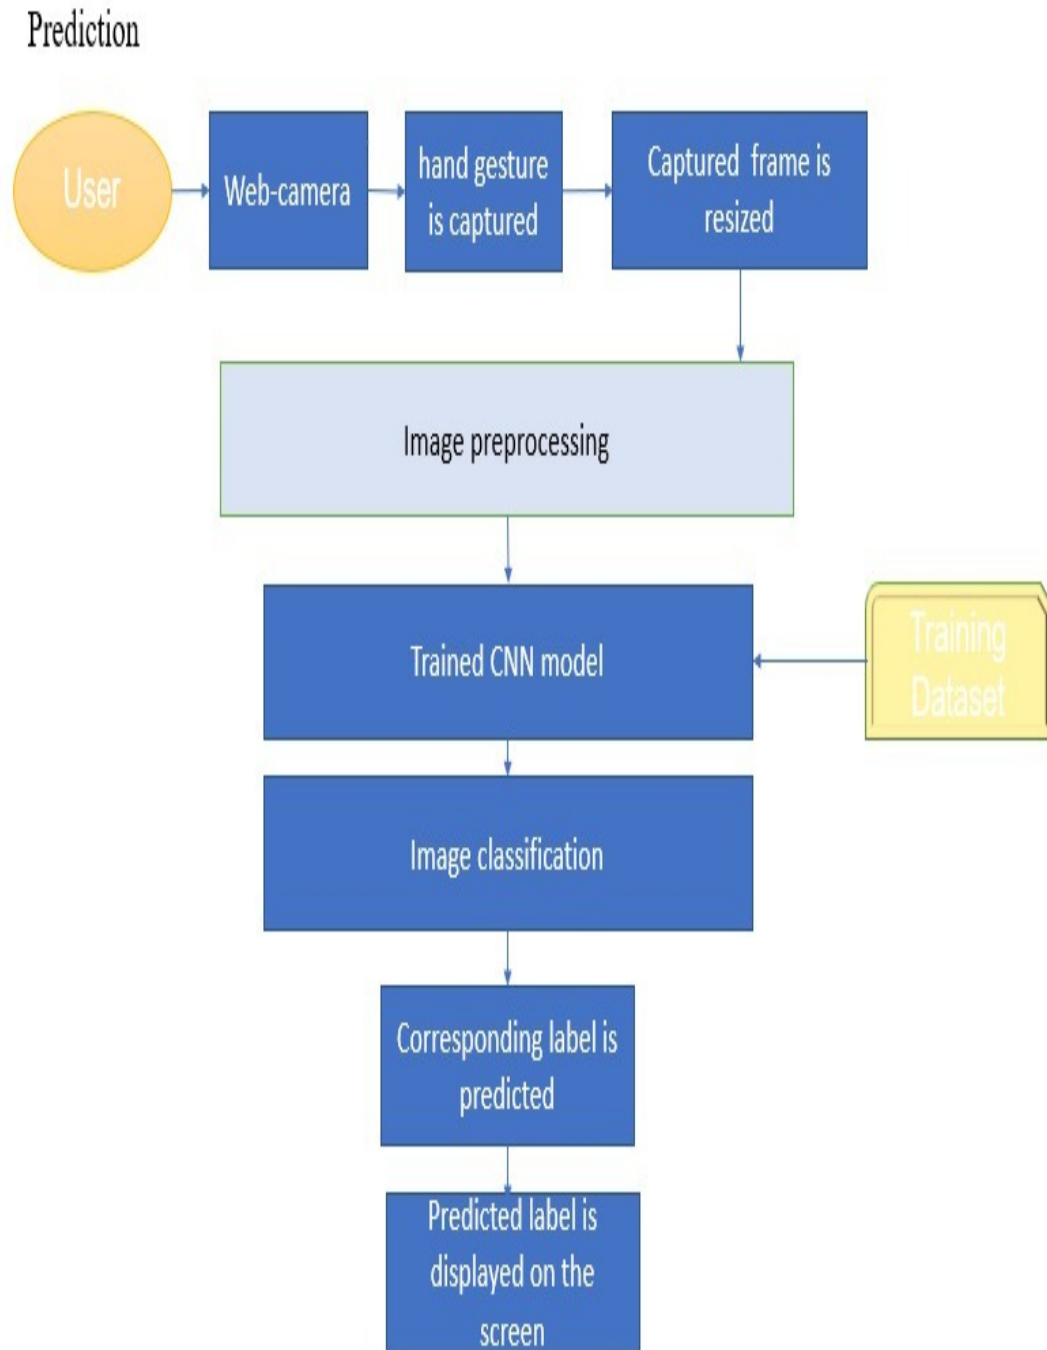 Prediction
User
Web-camera
hand gesture
is captured
Captured frame is
resized
Image preprocessing
Trained CNN model
Training
Dataset
Image classification
Corresponding label is
predicted
Predicted label is
displayed on the
screen